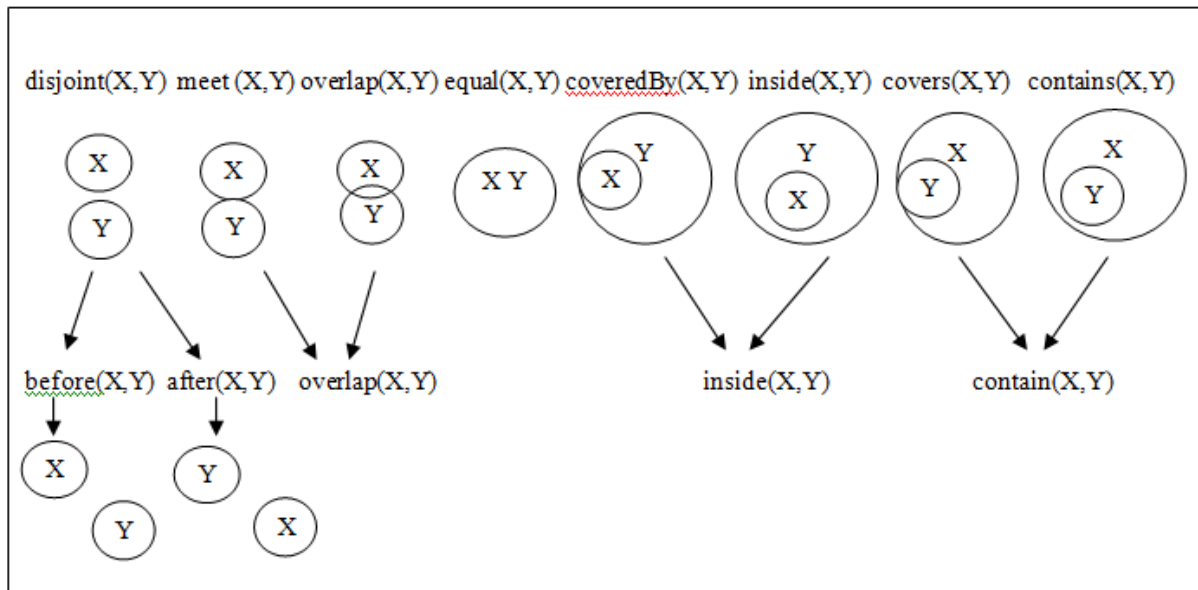 disjoint(X,Y) meet (X,Y) overlap(X,Y) equal(X,Y) coveredBy(X,Y) inside(X,Y) covers(X,Y) contains(X,Y)
X X X X Y Y Y X X
Y Y Y X X Y Y
before(X,Y) after(X,Y) overlap(X,Y) inside(X,Y) contain(X,Y)
X Y
Y X